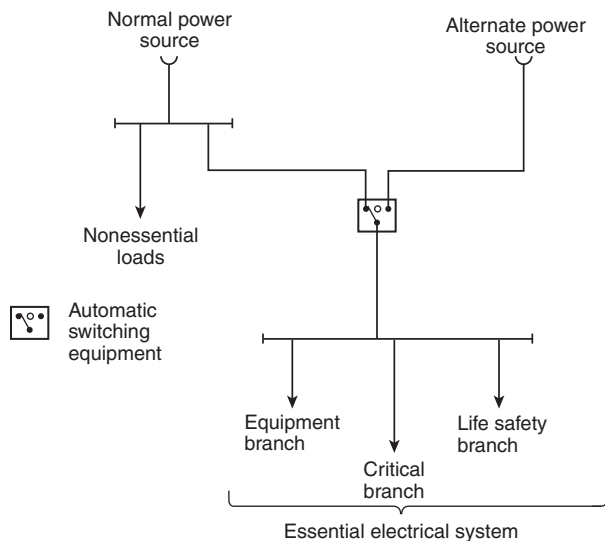 Normal power
source
Alternate power
source
Nonessential
loads
Automatic
switching
equipment
Equipment
branch
Life safety
branch
Critical
branch
Essential electrical system